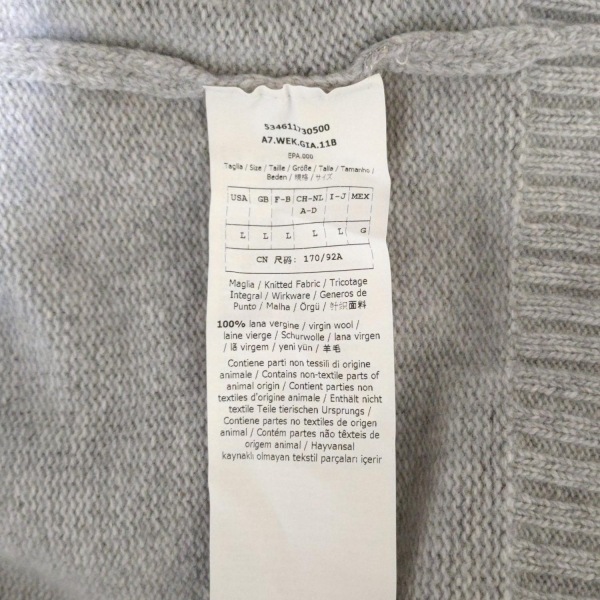 534611730500
A7.WEK.GIA.11B
EPA.000
Taglia / Size / Taille / Größe / Talla / Tamanho /
Beden / 規格 / サイズ
USA GB F-B CH-NL I-J MEX
A-D
L L L L L G
CN 尺码: 170/92A
Maglia / Knitted Fabric / Tricotage
Integral / Wirkware / Generos de
Punto / Malha / Örgü / 针织面料
100% lana vergine / virgin wool /
laine vierge / Schurwolle / lana virgen
/ lã virgem / yeni yün / 羊毛
Contiene parti non tessili di origine
animale / Contains non-textile parts of
animal origin / Contient parties non
textiles d'origine animale / Enthält nicht
textile Teile tierischen Ursprungs /
Contiene partes no textiles de origen
animal / Contém partes não têxteis de
origem animal / Hayvansal
kaynaklı olmayan tekstil parçaları içerir